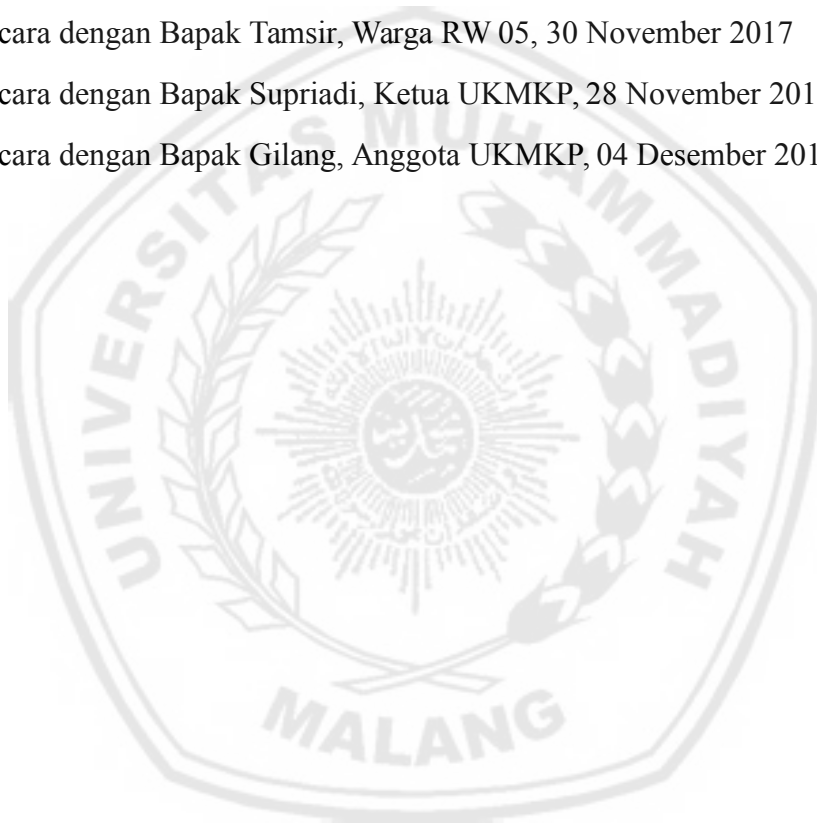 cara dengan Bapak Tamsir, Warga RW 05, 30 November 2017
cara dengan Bapak Supriadi, Ketua UKMKP, 28 November 201
cara dengan Bapak Gilang, Anggota UKMKP, 04 Desember 201
UNIVERSITAS MUHAMMADIYAH
MALANG